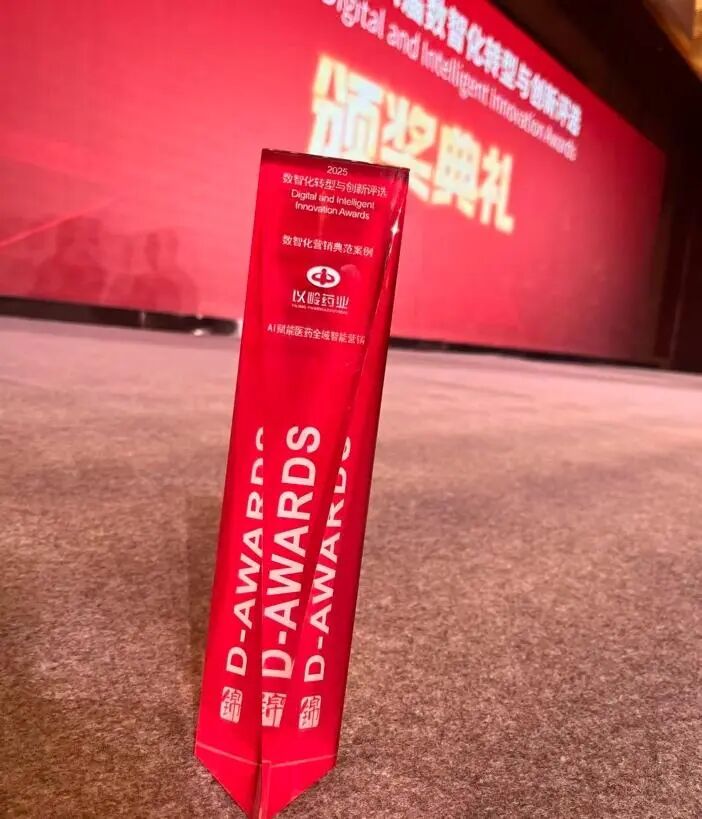 届数智化转型与创新评选
Digital and Intelligent Innovation Awards
颁奖典礼
2025
数智化转型与创新评选
Digital and Intelligent
Innovation Awards
数智化营销典范案例
以岭药业
YILING PHARMACEUTICAL
AI赋能医药全域智能营销
D-AWARDS
D-AWARDS
D-AWARDS